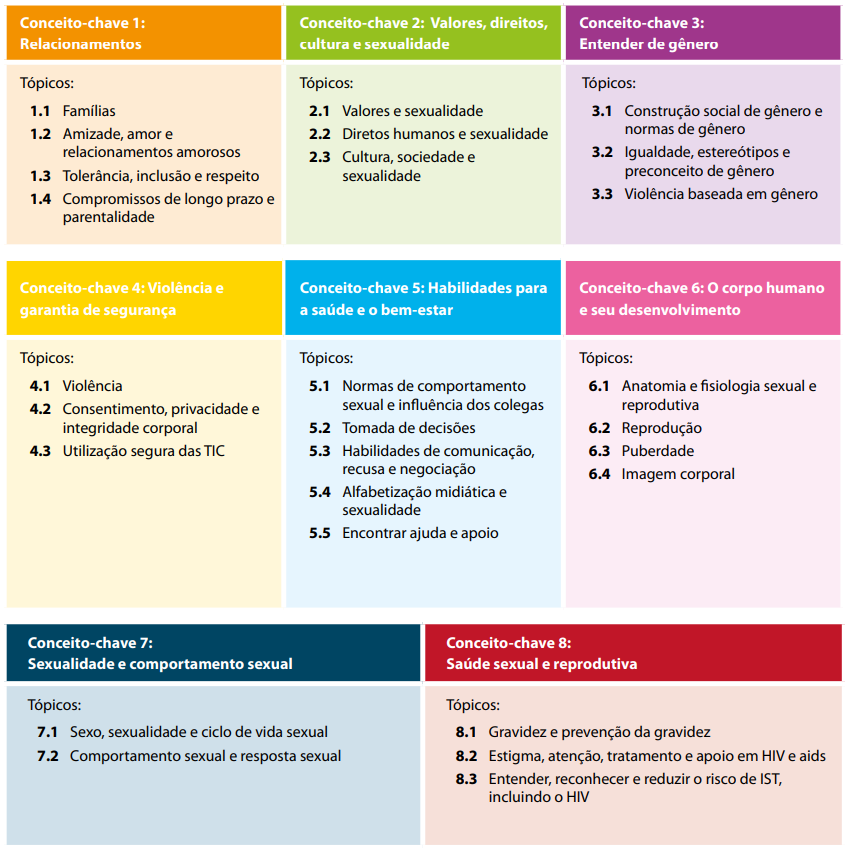 Conceito-chave 1:
Relacionamentos
Tópicos:
1.1 Famílias
1.2 Amizade, amor e
relacionamentos amorosos
1.3 Tolerância, inclusão e respeito
1.4 Compromissos de longo prazo e
parentalidade
Conceito-chave 2: Valores, direitos,
cultura e sexualidade
Tópicos:
2.1 Valores e sexualidade
2.2 Diretos humanos e sexualidade
2.3 Cultura, sociedade e
sexualidade
Conceito-chave 3:
Entender de gênero
Tópicos:
3.1 Construção social de gênero e
normas de gênero
3.2 Igualdade, estereótipos e
preconceito de gênero
3.3 Violência baseada em gênero
Conceito-chave 4: Violência e
garantia de segurança
Tópicos:
4.1 Violência
4.2 Consentimento, privacidade e
integridade corporal
4.3 Utilização segura das TIC
Conceito-chave 5: Habilidades para
a saúde e o bem-estar
Tópicos:
5.1 Normas de comportamento
sexual e influência dos colegas
5.2 Tomada de decisões
5.3 Habilidades de comunicação,
recusa e negociação
5.4 Alfabetização midiática e
sexualidade
5.5 Encontrar ajuda e apoio
Conceito-chave 6: O corpo humano
e seu desenvolvimento
Tópicos:
6.1 Anatomia e fisiologia sexual e
reprodutiva
6.2 Reprodução
6.3 Puberdade
6.4 Imagem corporal
Conceito-chave 7:
Sexualidade e comportamento sexual
Tópicos:
7.1 Sexo, sexualidade e ciclo de vida sexual
7.2 Comportamento sexual e resposta sexual
Conceito-chave 8:
Saúde sexual e reprodutiva
Tópicos:
8.1 Gravidez e prevenção da gravidez
8.2 Estigma, atenção, tratamento e apoio em HIV e aids
8.3 Entender, reconhecer e reduzir o risco de IST,
incluindo o HIV